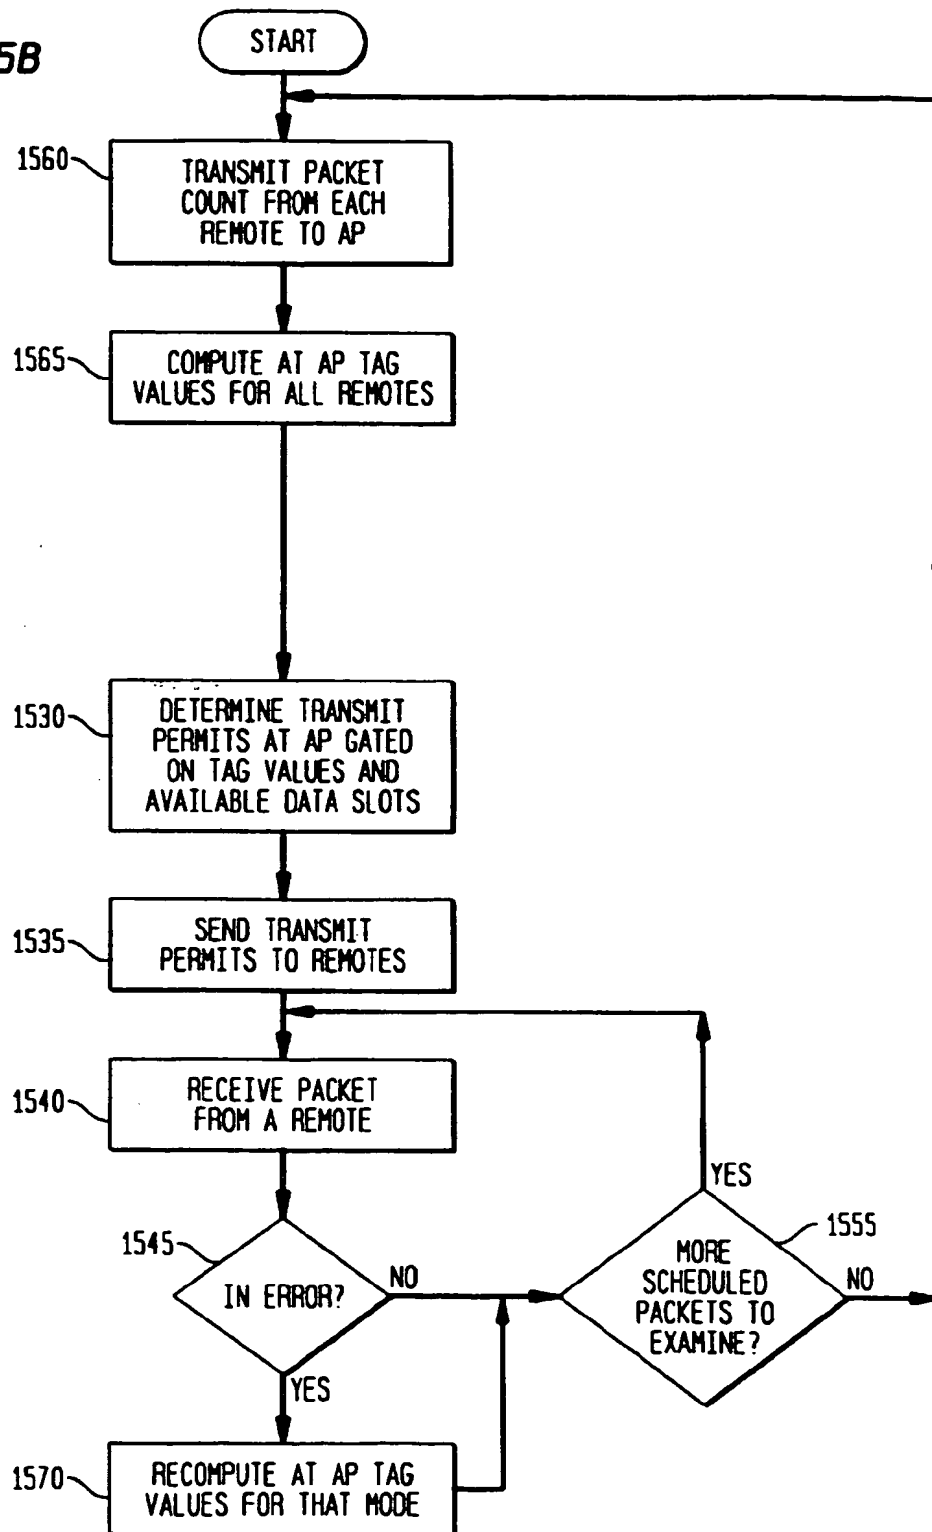 5B
START
1560
TRANSMIT PACKET
COUNT FROM EACH
REMOTE TO AP
1565
COMPUTE AT AP TAG
VALUES FOR ALL REMOTES
1530
DETERMINE TRANSMIT
PERMITS AT AP GATED
ON TAG VALUES AND
AVAILABLE DATA SLOTS
1535
SEND TRANSMIT
PERMITS TO REMOTES
1540
RECEIVE PACKET
FROM A REMOTE
YES
1545
IN ERROR?
NO
1555
MORE
SCHEDULED
PACKETS TO
EXAMINE?
NO
YES
1570
RECOMPUTE AT AP TAG
VALUES FOR THAT MODE